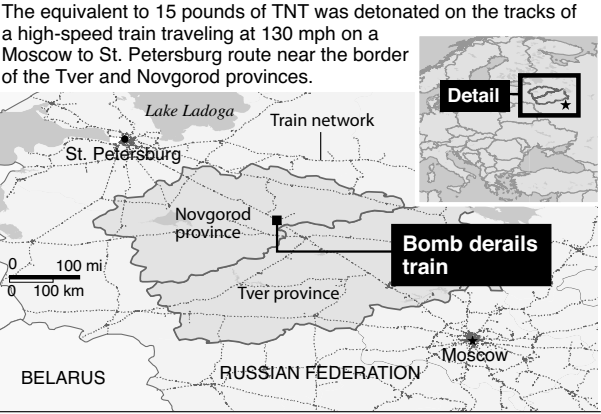 The equivalent to 15 pounds of TNT was detonated on the tracks of
a high-speed train traveling at 130 mph on a
Moscow to St. Petersburg route near the border
of the Tver and Novgorod provinces.
Detail
Lake Ladoga
Train network
St. Petersburg
Novgorod
province
Bomb derails
train
0 100 mi
0 100 km
Tver province
Moscow
BELARUS
RUSSIAN FEDERATION